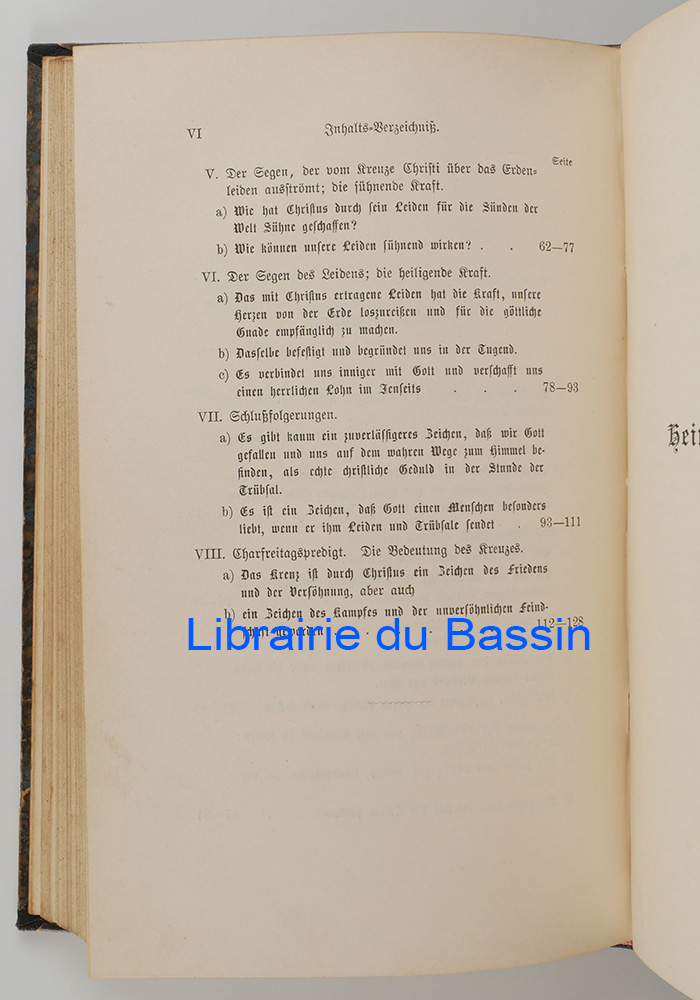 VI
Inhalts-Verzeichniß.
Seite
V. Der Segen, der vom Kreuze Christi über das Erden-
leiden ausströmt; die sühnende Kraft.
a) Wie hat Christus durch sein Leiden für die Sünden der
Welt Sühne geschaffen?
b) Wie können unsere Leiden sühnend wirken? . . 62—77
VI. Der Segen des Leidens; die heiligende Kraft.
a) Das mit Christus ertragene Leiden hat die Kraft, unsre
Herzen von der Erde loszureißen und für die göttliche
Gnade empfänglich zu machen.
b) Dasselbe befestigt und begründet uns in der Tugend.
c) Es verbindet uns inniger mit Gott und verschafft uns
einen herrlichen Lohn im Jenseits . . . 78—93
VII. Schlußfolgerungen.
a) Es gibt kaum ein zuverlässigeres Zeichen, daß wir Gott
gefallen und uns auf dem wahren Wege zum Himmel be-
finden, als echte christliche Geduld in der Stunde der
Trübsal.
b) Es ist ein Zeichen, daß Gott einen Menschen besonders
liebt, wenn er ihm Leiden und Trübsale sendet . 93—111
VIII. Charfreitagspredigt. Die Bedeutung des Kreuzes.
a) Das Kreuz ist durch Christus ein Zeichen des Friedens
und der Versöhnung, aber auch
b) ein Zeichen des Kampfes und der unversöhnlichen Feind-
schaft geworden . . . . . 112—128
Librairie du Bassin
Hei